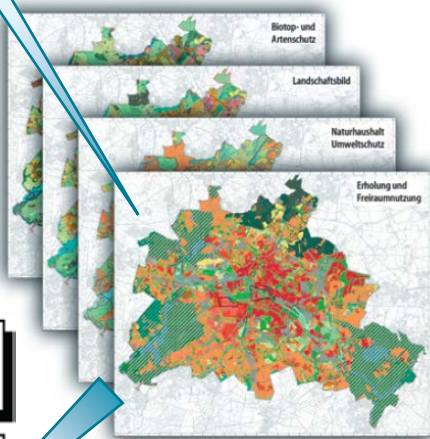 Biotop- und
Artenschutz
Landschaftsbild
Naturhaushalt
Umweltschutz
Erholung und
Freiraumnutzung